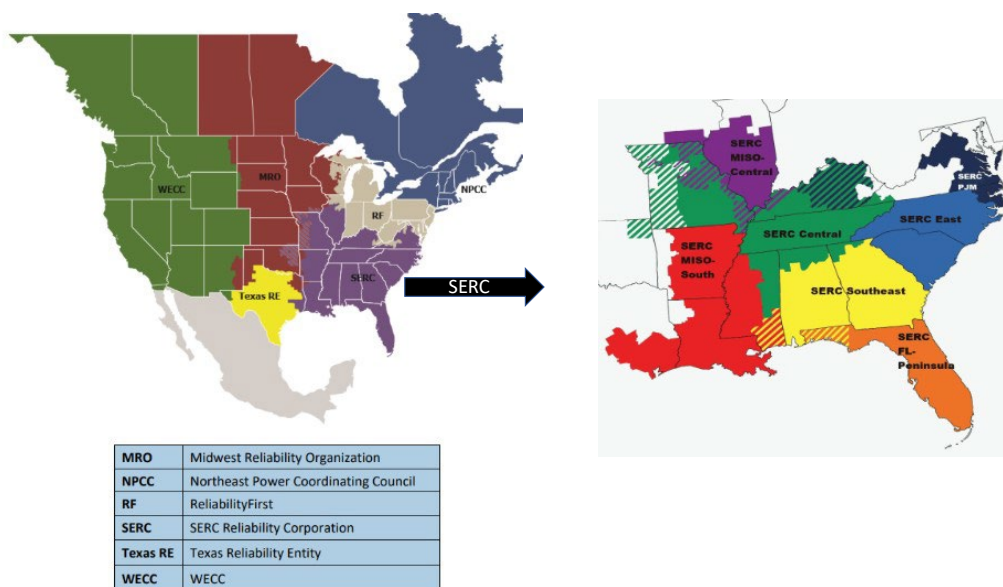 WECC
MRO
NPCC
RF
SERC
Texas RE
SERC
SERC
MISO-
Central
SERC
PJM
SERC East
SERC Central
SERC
MISO-
South
SERC Southeast
SERC
FL-
Peninsula
MRO Midwest Reliability Organization
NPCC Northeast Power Coordinating Council
RF ReliabilityFirst
SERC SERC Reliability Corporation
Texas RE Texas Reliability Entity
WECC WECC